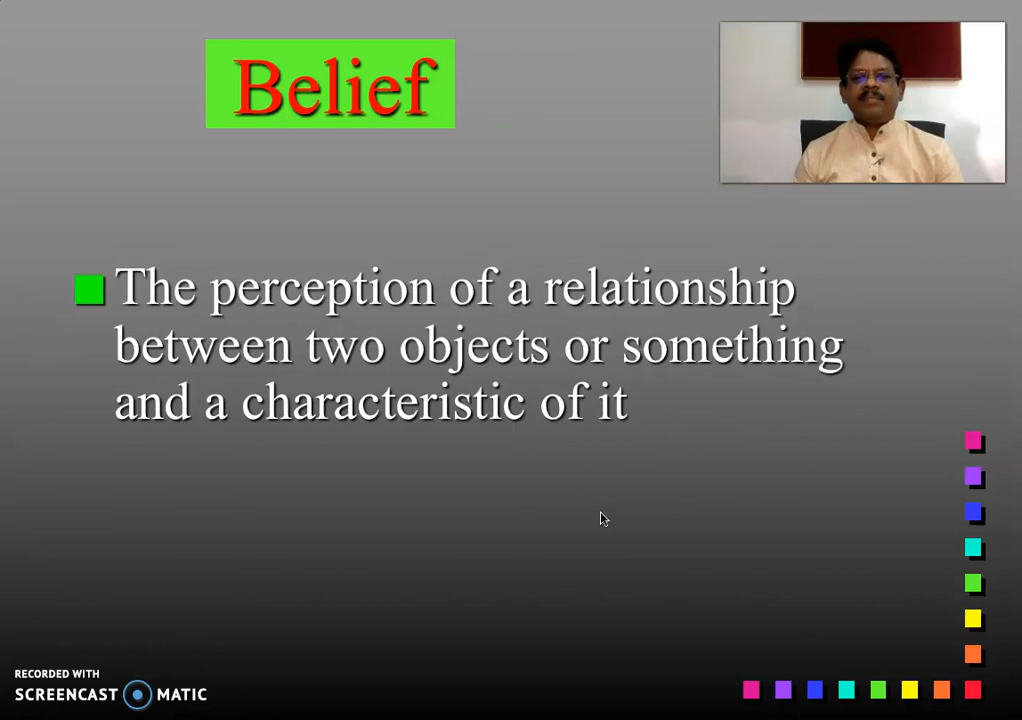 Belief
The perception of a relationship
between two objects or something
and a characteristic of it
RECORDED WITH
SCREENCAST MATIC